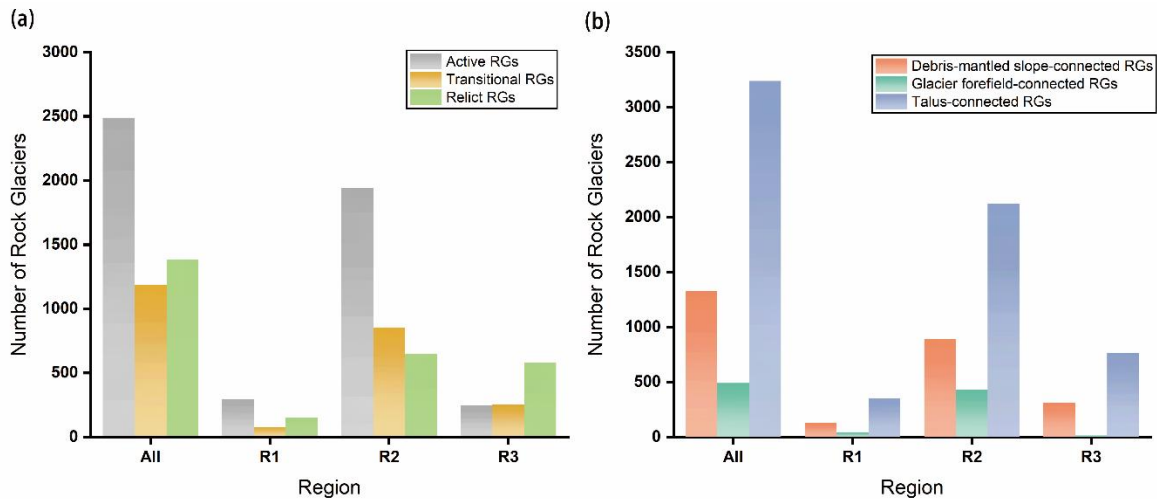 (a)
Number of Rock Glaciers
3000
2500
2000
1500
1000
500
0
Active RGs
Transitional RGs
Relict RGs
All
R1
R2
R3
Region
(b)
Number of Rock Glaciers
3500
3000
2500
2000
1500
1000
500
0
Debris-mantled slope-connected RGs
Glacier forefield-connected RGs
Talus-connected RGs
All
R1
R2
R3
Region